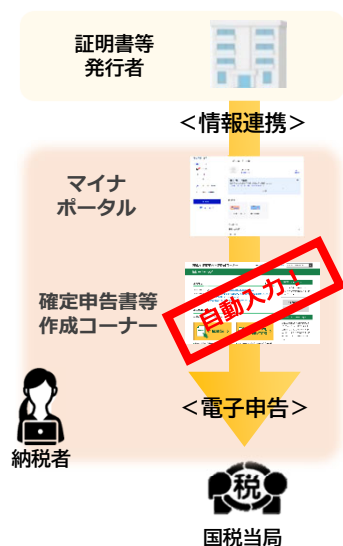 証明書等
発行者
＜情報連携＞
マイナ
ポータル
確定申告書等
作成コーナー
自動入力！
＜電子申告＞
納税者
税
国税当局